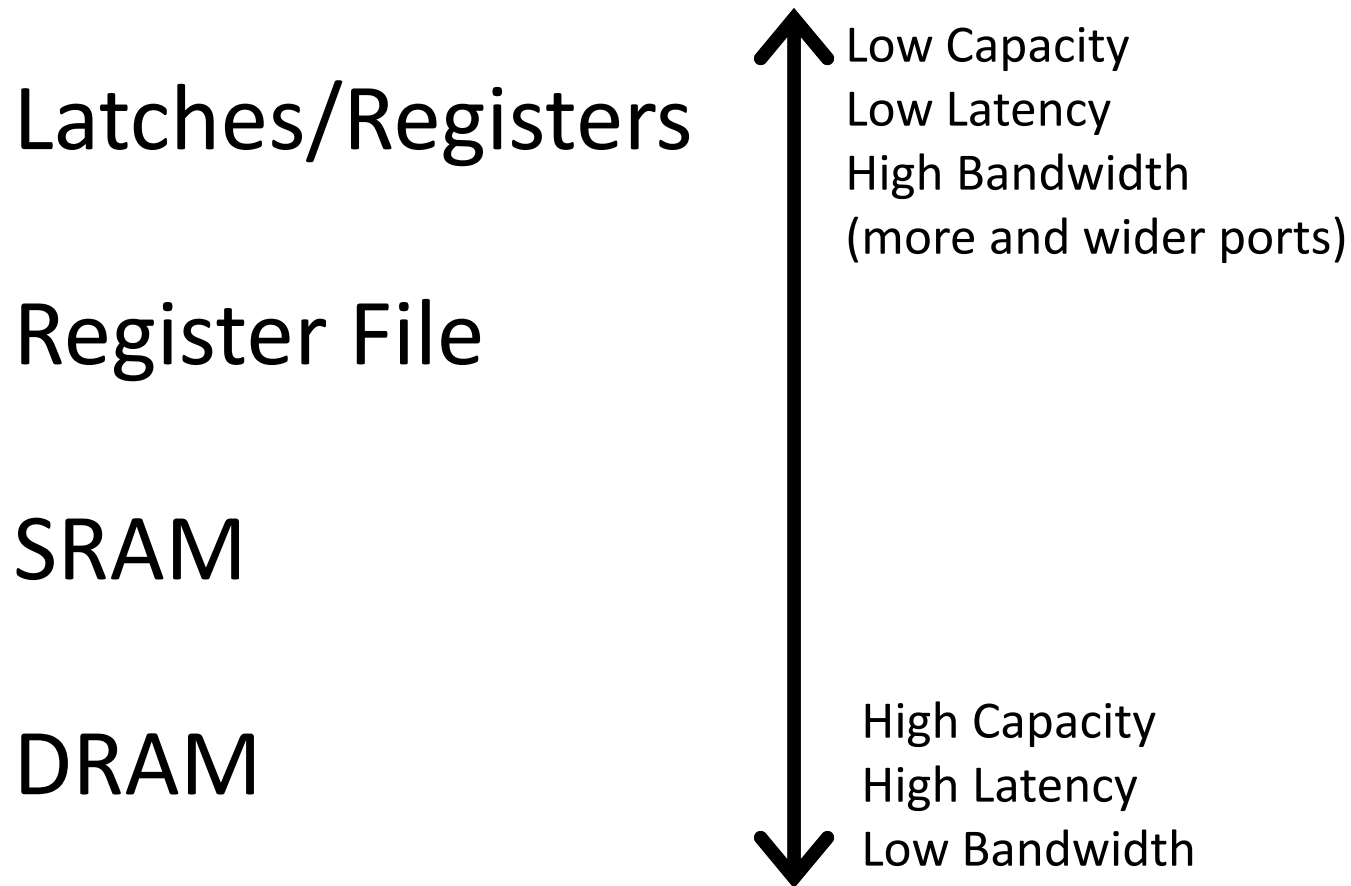 Latches/Registers
Register File
SRAM
DRAM
Low Capacity
Low Latency
High Bandwidth
(more and wider ports)
High Capacity
High Latency
Low Bandwidth